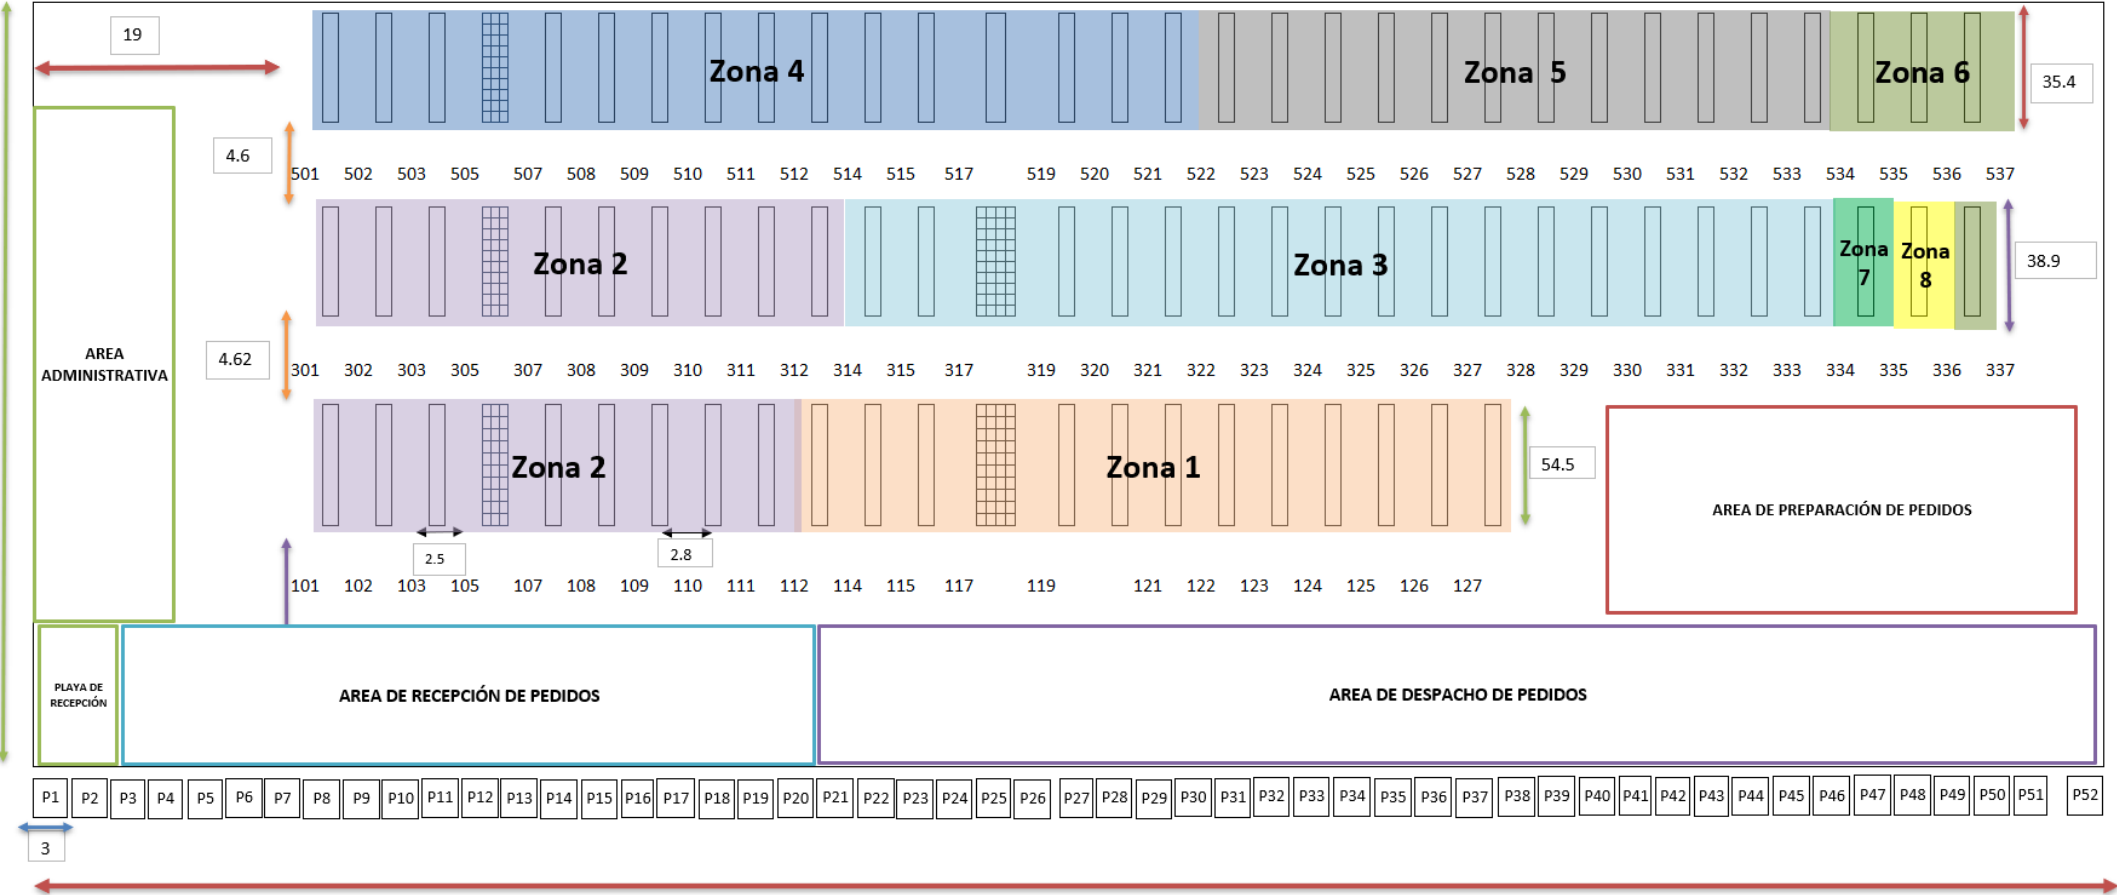 19
Zona 4
Zona 5
Zona 6
35.4
4.6
501 502 503 505 507 508 509 510 511 512 514 515 517 519 520 521 522 523 524 525 526 527 528 529 530 531 532 533 534 535 536 537
Zona 2
Zona 3
Zona
7
Zona
8
38.9
AREA
ADMINISTRATIVA
4.62
301 302 303 305 307 308 309 310 311 312 314 315 317 319 320 321 322 323 324 325 326 327 328 329 330 331 332 333 334 335 336 337
Zona 2
Zona 1
54.5
AREA DE PREPARACIÓN DE PEDIDOS
2.5
2.8
101 102 103 105 107 108 109 110 111 112 114 115 117 119 121 122 123 124 125 126 127
PLAYA DE
RECEPCIÓN
AREA DE RECEPCIÓN DE PEDIDOS
AREA DE DESPACHO DE PEDIDOS
P1 P2 P3 P4 P5 P6 P7 P8 P9 P10 P11 P12 P13 P14 P15 P16 P17 P18 P19 P20 P21 P22 P23 P24 P25 P26 P27 P28 P29 P30 P31 P32 P33 P34 P35 P36 P37 P38 P39 P40 P41 P42 P43 P44 P45 P46 P47 P48 P49 P50 P51 P52
3